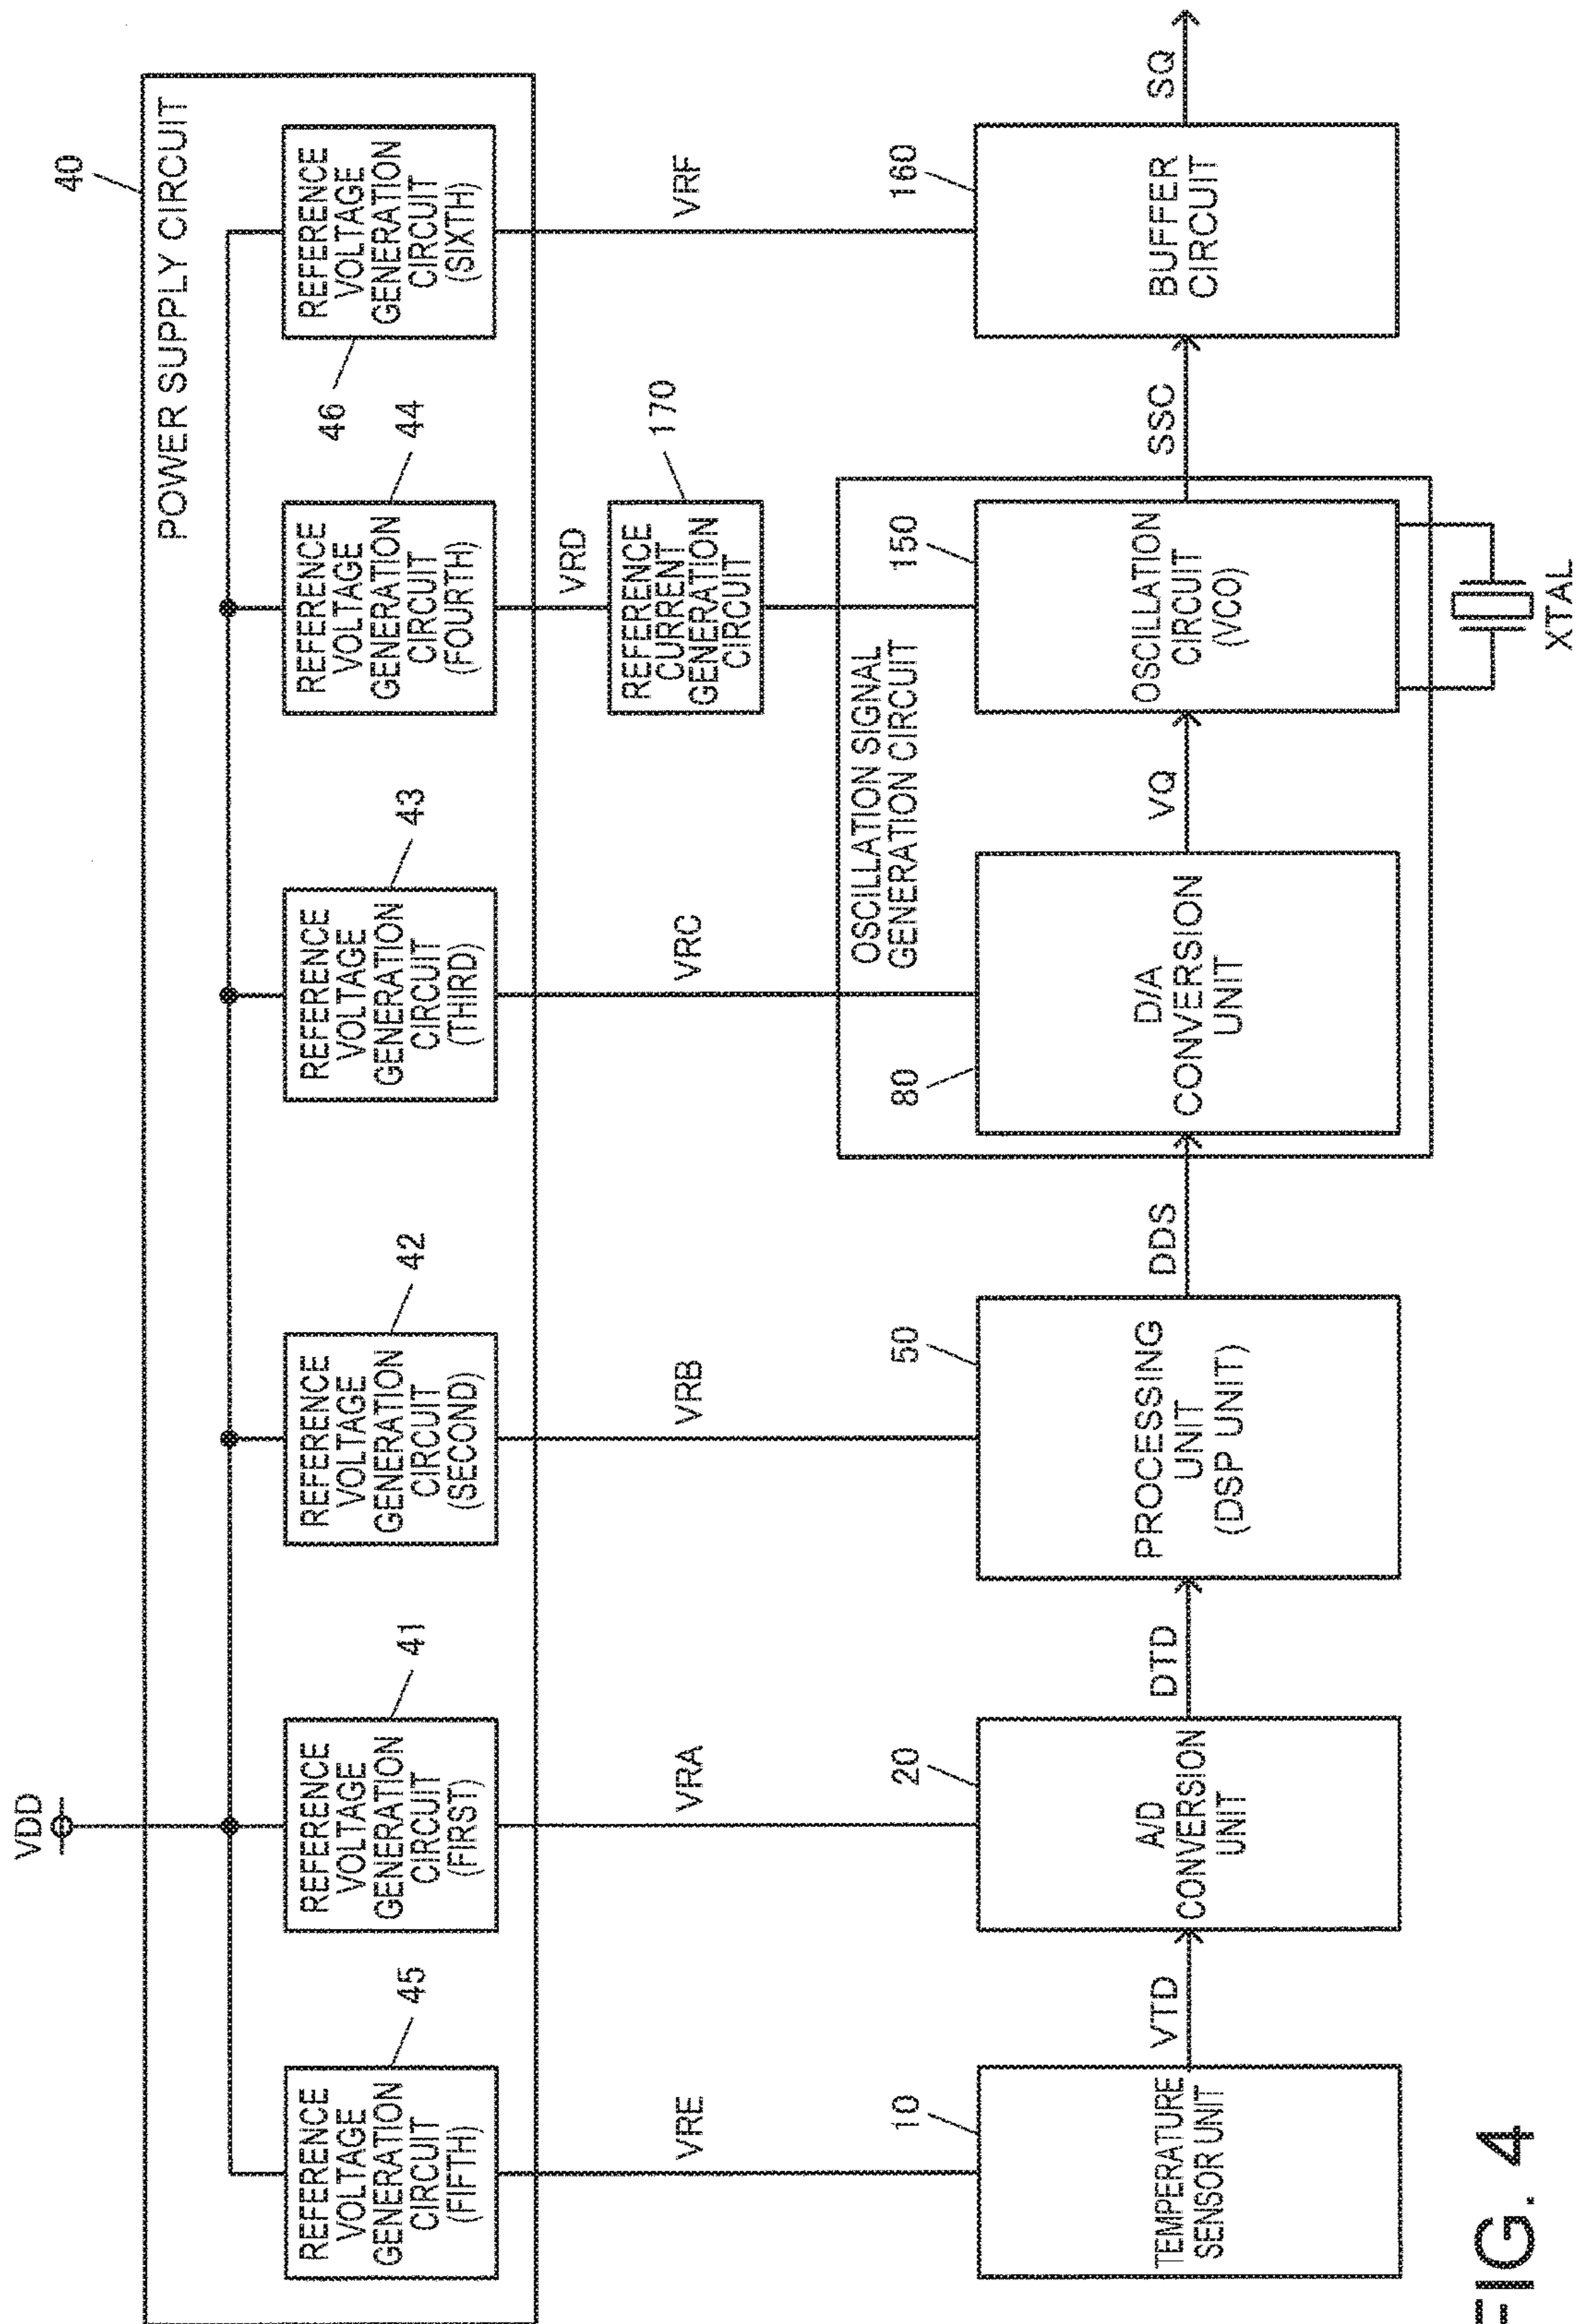 VDD
40
POWER SUPPLY CIRCUIT
REFERENCE
VOLTAGE
GENERATION
CIRCUIT
(FIFTH)
45
REFERENCE
VOLTAGE
GENERATION
CIRCUIT
(FIRST)
41
REFERENCE
VOLTAGE
GENERATION
CIRCUIT
(SECOND)
42
REFERENCE
VOLTAGE
GENERATION
CIRCUIT
(THIRD)
43
REFERENCE
VOLTAGE
GENERATION
CIRCUIT
(FOURTH)
44
REFERENCE
VOLTAGE
GENERATION
CIRCUIT
(SIXTH)
46
VRE
VRA
VRB
VRC
VRD
REFERENCE
CURRENT
GENERATION
CIRCUIT
170
VRF
OSCILLATION SIGNAL
GENERATION CIRCUIT
10
TEMPERATURE
SENSOR UNIT
VTD
20
A/D
CONVERSION
UNIT
DTD
50
PROCESSING
UNIT
(DSP UNIT)
DDS
80
D/A
CONVERSION
UNIT
VQ
150
OSCILLATION
CIRCUIT
(VCO)
SSC
160
BUFFER
CIRCUIT
SQ
XTAL
FIG. 4